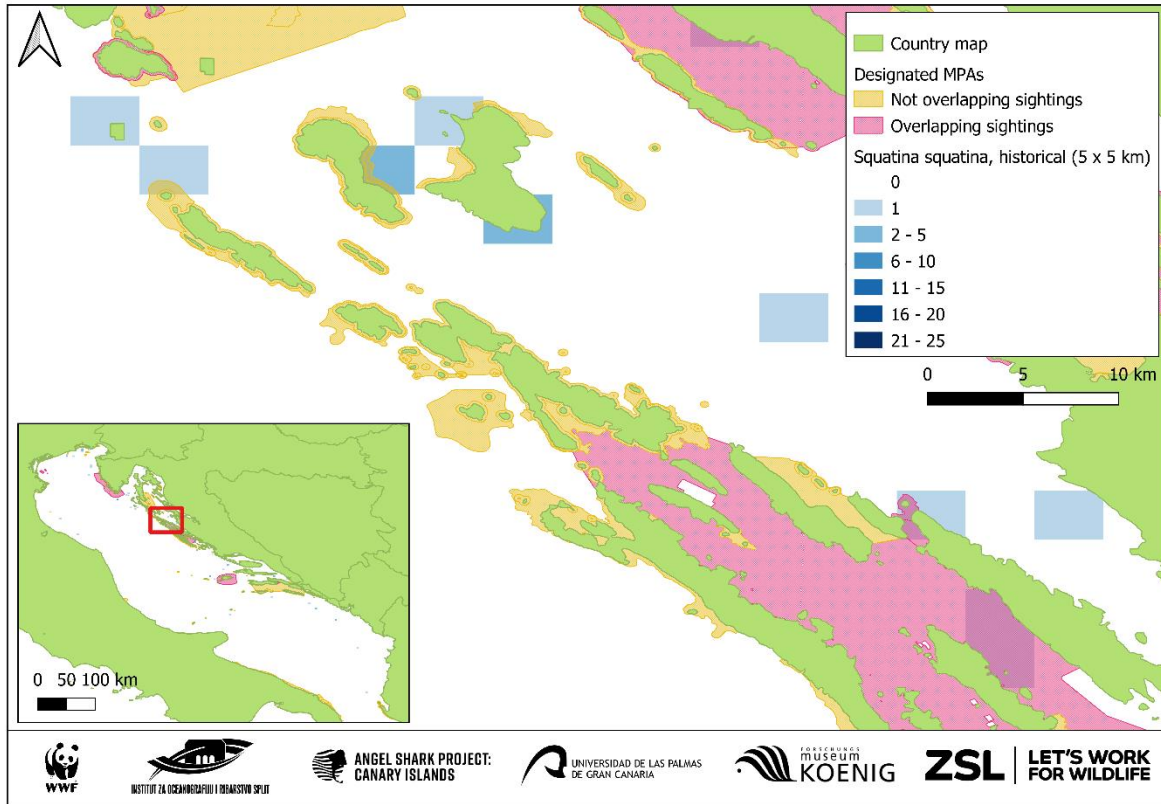 Country map
Designated MPAs
Not overlapping sightings
Overlapping sightings
Squatina squatina, historical (5 x 5 km)
0
1
2 - 5
6 - 10
11 - 15
16 - 20
21 - 25
0 5 10 km
0 50 100 km
WWF
INSTITUT ZA OCEANOGRAFIJU I RIBARSTVO SPLIT
ANGEL SHARK PROJECT:
CANARY ISLANDS
UNIVERSIDAD DE LAS PALMAS
DE GRAN CANARIA
FORSCHUNGS
museum
KOENIG
ZSL
LET'S WORK
FOR WILDLIFE